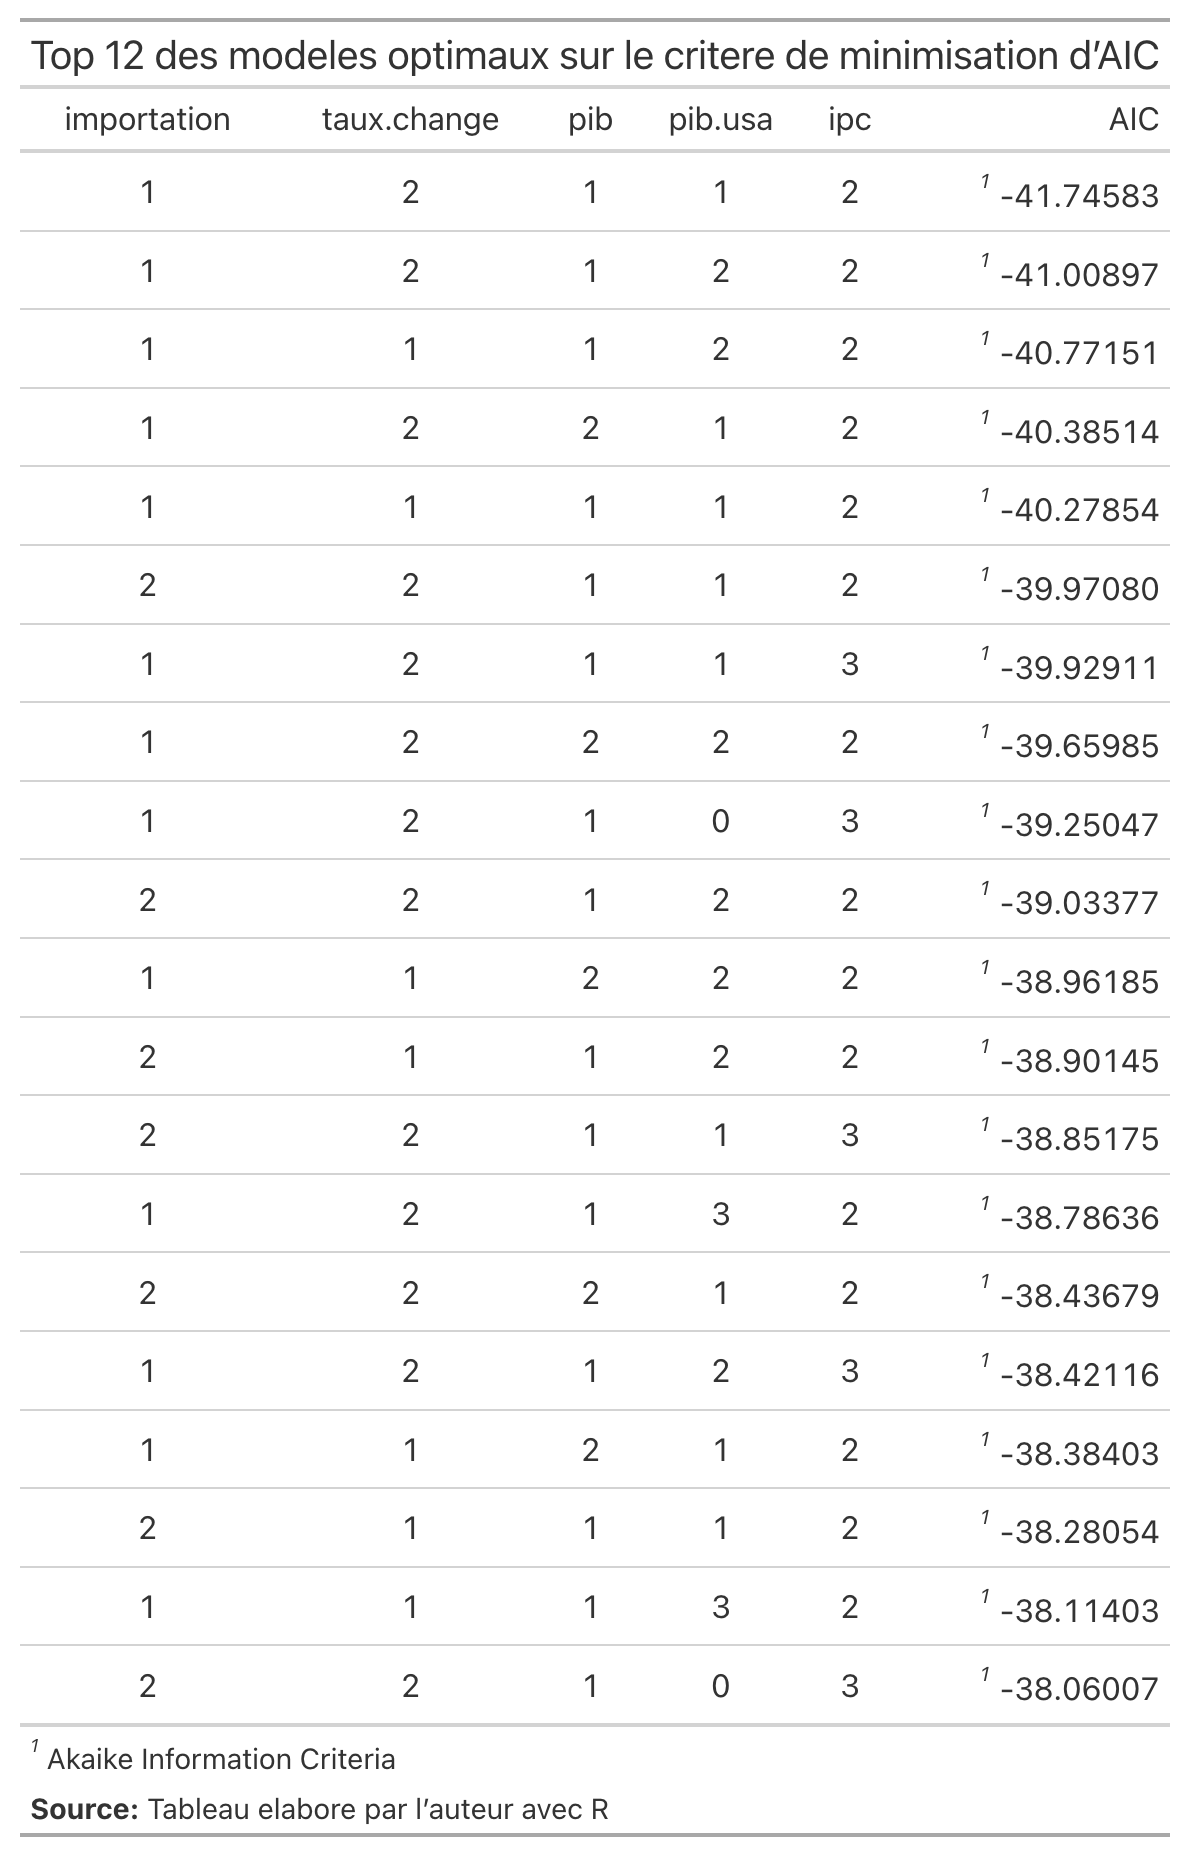 Top 12 des modeles optimaux sur le critere de minimisation d’AIC
importation taux.change pib pib.usa ipc AIC
1 2 1 1 2 1 -41.74583
1 2 1 2 2 1 -41.00897
1 1 1 2 2 1 -40.77151
1 2 2 1 2 1 -40.38514
1 1 1 1 2 1 -40.27854
2 2 1 1 2 1 -39.97080
1 2 1 1 3 1 -39.92911
1 2 2 2 2 1 -39.65985
1 2 1 0 3 1 -39.25047
2 2 1 2 2 1 -39.03377
1 1 2 2 2 1 -38.96185
2 1 1 2 2 1 -38.90145
2 2 1 1 3 1 -38.85175
1 2 1 3 2 1 -38.78636
2 2 2 1 2 1 -38.43679
1 2 1 2 3 1 -38.42116
1 1 2 1 2 1 -38.38403
2 1 1 1 2 1 -38.28054
1 1 1 3 2 1 -38.11403
2 2 1 0 3 1 -38.06007
1 Akaike Information Criteria
Source: Tableau elabore par l’auteur avec R